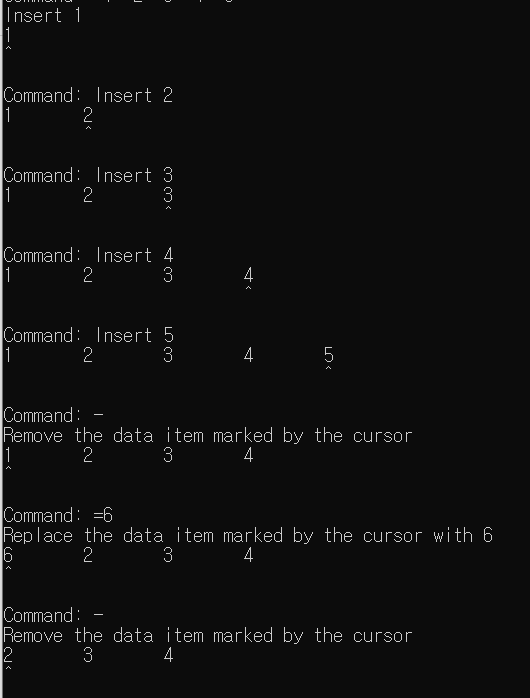 Insert 1
1
^
Command: Insert 2
1 2
^
Command: Insert 3
1 2 3
^
Command: Insert 4
1 2 3 4
^
Command: Insert 5
1 2 3 4 5
^
Command: -
Remove the data item marked by the cursor
1 2 3 4
^
Command: =6
Replace the data item marked by the cursor with 6
6 2 3 4
^
Command: -
Remove the data item marked by the cursor
2 3 4
^